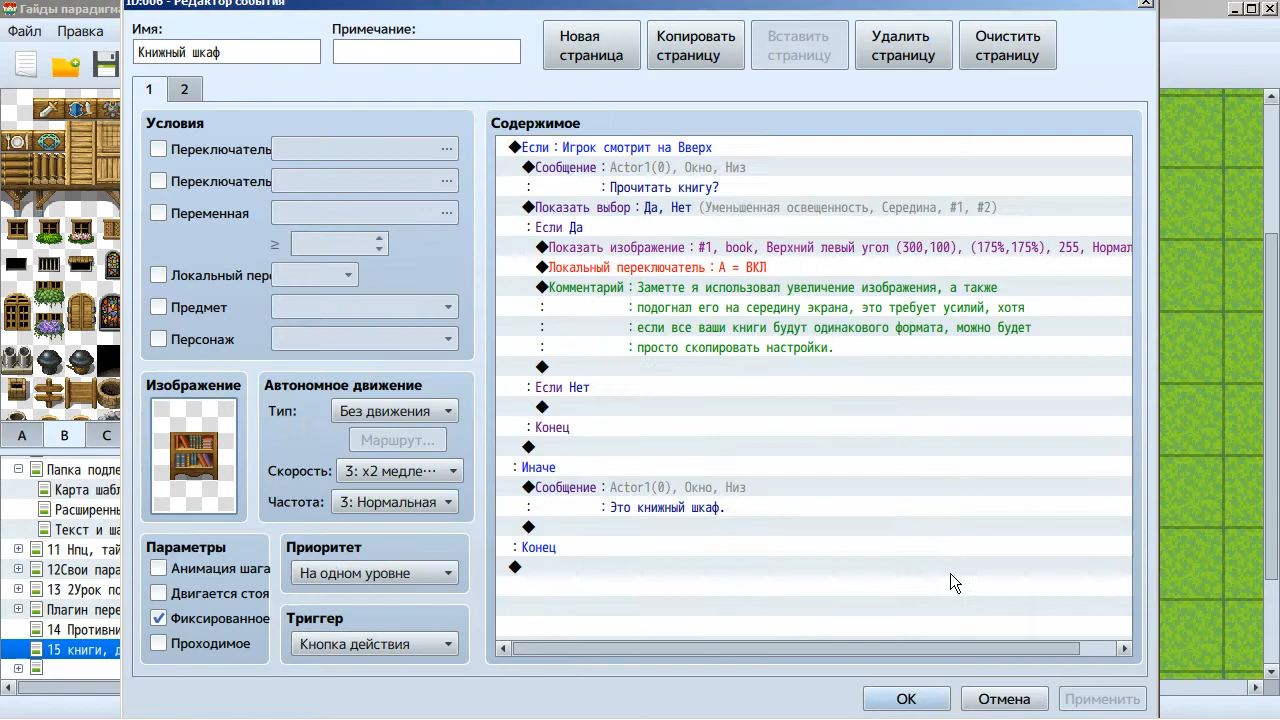 Гайды парадигма
ID:006 - Редактор события
Файл
Правка
Имя:
Примечание:
Книжный шкаф
Новая страница
Копировать страницу
Вставить страницу
Удалить страницу
Очистить страницу
1
2
Условия
Переключатель
...
Переключатель
...
Переменная
...
≥
Локальный пер
Предмет
Персонаж
Изображение
Автономное движение
Тип:
Без движения
Маршрут...
Скорость:
3: x2 медле···
Частота:
3: Нормальная
Параметры
Анимация шага
Двигается стоя
Фиксированное
Проходимое
Приоритет
На одном уровне
Триггер
Кнопка действия
Содержимое
◆Если : Игрок смотрит на Вверх
◆Сообщение : Actor1(0), Окно, Низ
: : Прочитать книгу?
◆Показать выбор : Да, Нет (Уменьшенная освещенность, Середина, #1, #2)
: Если Да
◆Показать изображение : #1, book, Верхний левый угол (300,100), (175%,175%), 255, Нормал
◆Локальный переключатель : A = ВКЛ
◆Комментарий : Заметте я использовал увеличение изображения, а также
: : подогнал его на середину экрана, это требует усилий, хотя
: : если все ваши книги будут одинакового формата, можно будет
: : просто скопировать настройки.
◆
: Если Нет
◆
: Конец
◆
: Иначе
◆Сообщение : Actor1(0), Окно, Низ
: : Это книжный шкаф.
◆
: Конец
◆
A
B
C
Папка подле
Карта шабл
Расширеннь
Текст и ша
11 Нпц, тай
12Свои пара
13 2Урок по
Плагин пере
14 Противни
15 книги, д
OK
Отмена
Применить